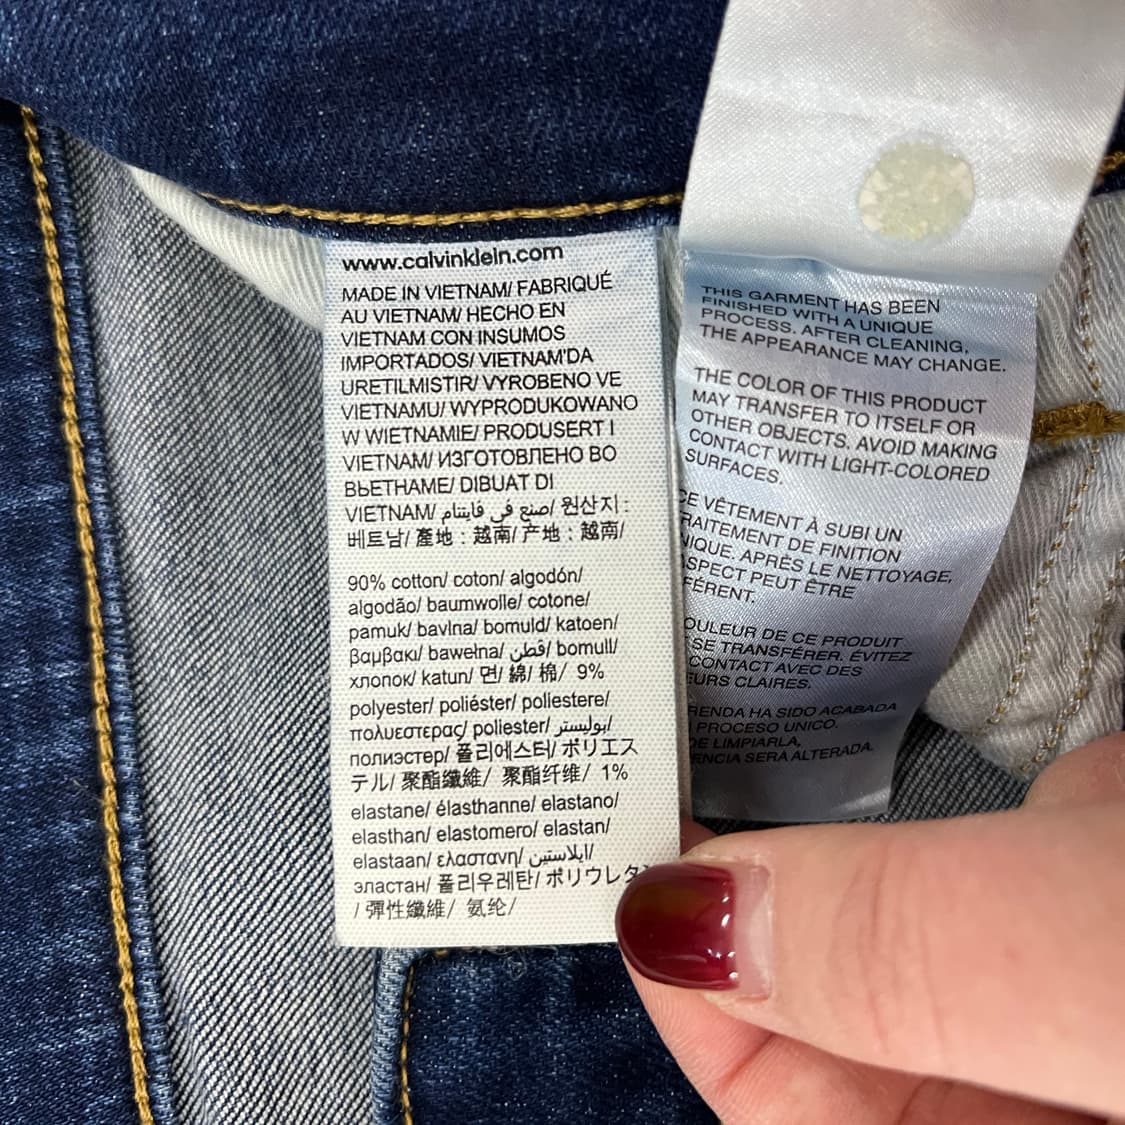 www.calvinklein.com
MADE IN VIETNAM/ FABRIQUÉ
AU VIETNAM/ HECHO EN
VIETNAM CON INSUMOS
IMPORTADOS/ VIETNAM'DA
URETILMISTIR/ VYROBENO VE
VIETNAMU/ WYPRODUKOWANO
W WIETNAMIE/ PRODUSERT I
VIETNAM/ ИЗГОТОВЛЕНО ВО
ВЬЕТНАМЕ/ DIBUAT DI
VIETNAM/ صنع في فايتنام/ 원산지 :
베트남/ 產地 : 越南/ 产地 : 越南/
90% cotton/ coton/ algodón/
algodão/ baumwolle/ cotone/
pamuk/ bavlna/ bomuld/ katoen/
βαμβακι/ bawełna/ قطن/ bomull/
хлопок/ katun/ 면/ 綿/ 棉/ 9%
polyester/ poliéster/ poliestere/
πολυεστερας/ poliester/ بوليستر/
полиэстер/ 폴리에스터/ ポリエス
テル/ 聚酯纖維/ 聚酯纤维/ 1%
elastane/ élasthanne/ elastano/
elasthan/ elastomero/ elastan/
elastaan/ ελαστανη/ ايلاستين/
эластан/ 폴리우레탄/ ポリウレタ
/ 彈性纖維/ 氨纶/
THIS GARMENT HAS BEEN
FINISHED WITH A UNIQUE
PROCESS. AFTER CLEANING,
THE APPEARANCE MAY CHANGE.
THE COLOR OF THIS PRODUCT
MAY TRANSFER TO ITSELF OR
OTHER OBJECTS. AVOID MAKING
CONTACT WITH LIGHT-COLORED
SURFACES.
CE VÊTEMENT À SUBI UN
RAITEMENT DE FINITION
NIQUE. APRÈS LE NETTOYAGE,
ASPECT PEUT ÊTRE
FÉRENT.
OULEUR DE CE PRODUIT
SE TRANSFÉRER. ÉVITEZ
CONTACT AVEC DES
EURS CLAIRES.
RENDA HA SIDO ACABADA
PROCESO UNICO.
DE LIMPIARLA,
ENCIA SERA ALTERADA.